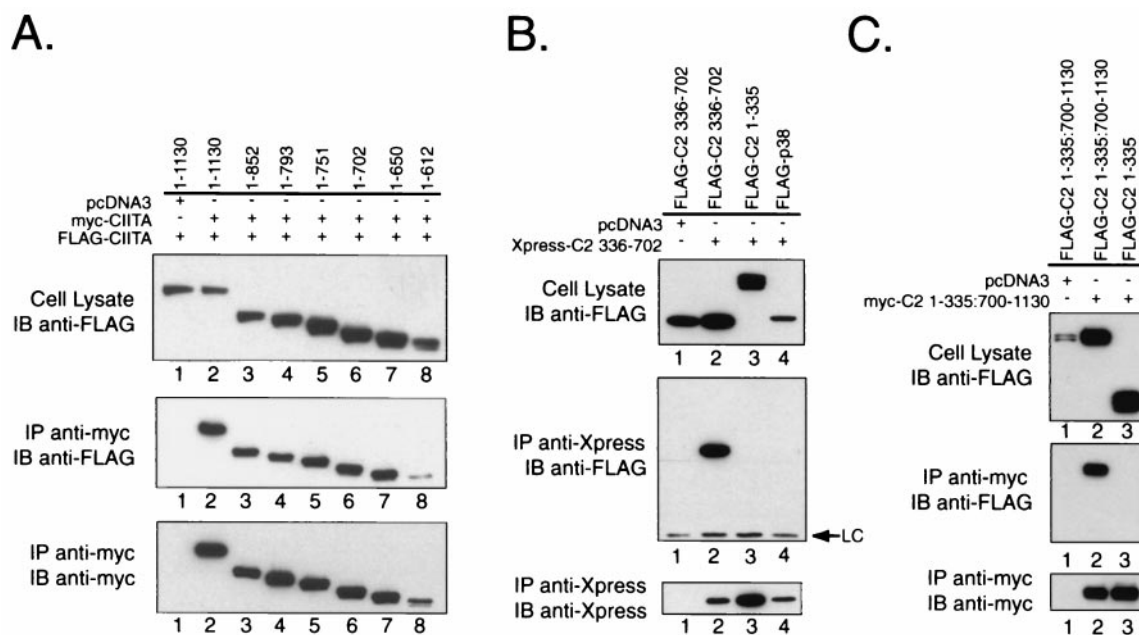 A.
1-1130
1-1130
1-852
1-793
1-751
1-702
1-650
1-612
pcDNA3 + - - - - - - -
myc-CIITA - + + + + + + +
FLAG-CIITA + + + + + + + +
Cell Lysate
IB anti-FLAG
1 2 3 4 5 6 7 8
IP anti-myc
IB anti-FLAG
1 2 3 4 5 6 7 8
IP anti-myc
IB anti-myc
1 2 3 4 5 6 7 8
B.
FLAG-C2 336-702
FLAG-C2 336-702
FLAG-C2 1-335
FLAG-p38
pcDNA3 + - - -
Xpress-C2 336-702 - + + +
Cell Lysate
IB anti-FLAG
1 2 3 4
IP anti-Xpress
IB anti-FLAG
LC
1 2 3 4
IP anti-Xpress
IB anti-Xpress
1 2 3 4
C.
FLAG-C2 1-335:700-1130
FLAG-C2 1-335:700-1130
FLAG-C2 1-335
pcDNA3 + - -
myc-C2 1-335:700-1130 - + +
Cell Lysate
IB anti-FLAG
1 2 3
IP anti-myc
IB anti-FLAG
1 2 3
IP anti-myc
IB anti-myc
1 2 3